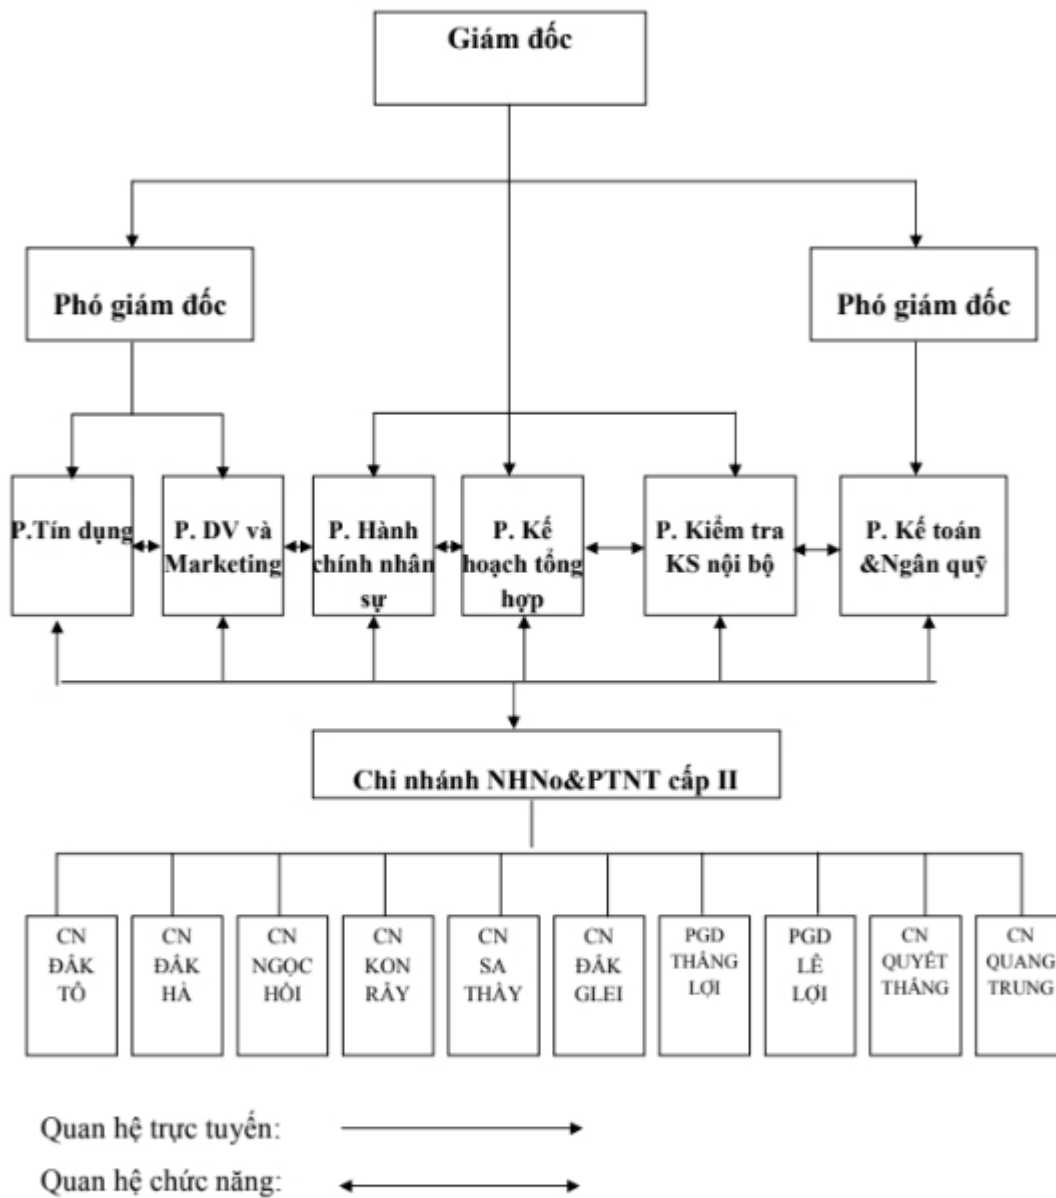 Giám đốc
Phó giám đốc
Phó giám đốc
P.Tín dụng
P. DV và
Marketing
P. Hành
chính nhân
sự
P. Kế
hoạch tổng
hợp
P. Kiểm tra
KS nội bộ
P. Kế toán
&Ngân quỹ
Chi nhánh NHNo&PTNT cấp II
CN
ĐĂK
TÔ
CN
ĐĂK
HÀ
CN
NGỌC
HỒI
CN
KON
RẪY
CN
SA
THẦY
CN
ĐĂK
GLEI
PGD
THẮNG
LỢI
PGD
LÊ
LỢI
CN
QUYẾT
THẮNG
CN
QUANG
TRUNG
Quan hệ trực tuyến:
Quan hệ chức năng: